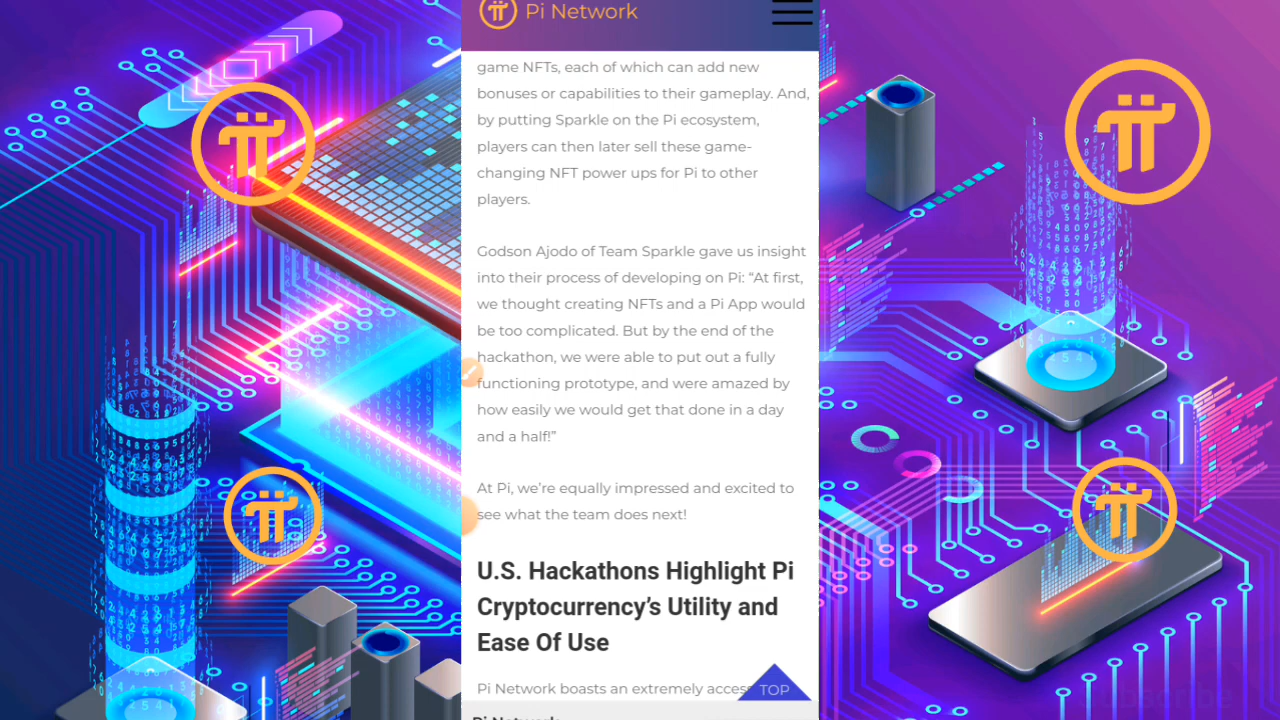 Pi Network
game NFTs, each of which can add new
bonuses or capabilities to their gameplay. And,
by putting Sparkle on the Pi ecosystem,
players can then later sell these game-
changing NFT power ups for Pi to other
players.
Godson Ajodo of Team Sparkle gave us insight
into their process of developing on Pi: “At first,
we thought creating NFTs and a Pi App would
be too complicated. But by the end of the
hackathon, we were able to put out a fully
functioning prototype, and were amazed by
how easily we would get that done in a day
and a half!”
At Pi, we’re equally impressed and excited to
see what the team does next!
U.S. Hackathons Highlight Pi
Cryptocurrency’s Utility and
Ease Of Use
Pi Network boasts an extremely
TOP
Pi Network